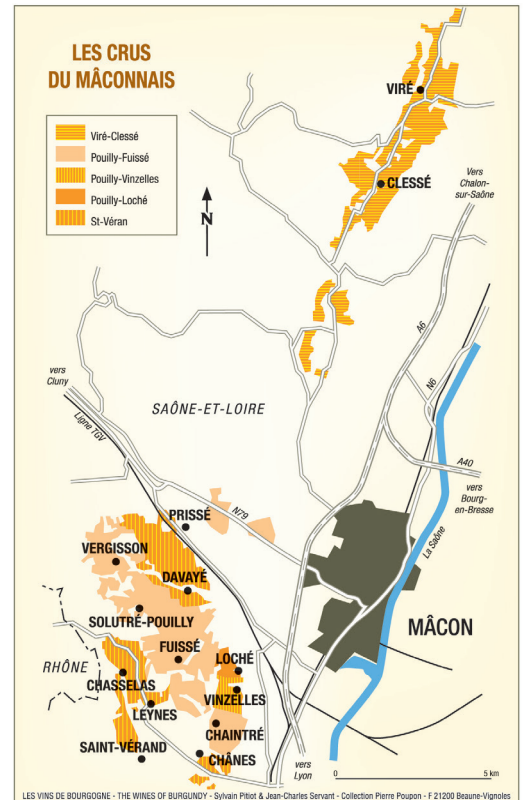 LES CRUS
DU MÂCONNAIS
Viré-Clessé
Pouilly-Fuissé
Pouilly-Vinzelles
Pouilly-Loché
St-Véran
N
VIRÉ
CLESSÉ
Vers
Chalon-
sur-Saône
A6
N6
vers
Cluny
Ligne TGV
SAÔNE-ET-LOIRE
A40
vers
Bourg-
en-Bresse
N79
PRISSÉ
La Saône
VERGISSON
DAVAYÉ
SOLUTRÉ-POUILLY
MÂCON
FUISSÉ
RHÔNE
LOCHÉ
CHASSELAS
VINZELLES
LEYNES
CHAINTRÉ
SAINT-VÉRAND
CHÂNES
vers
Lyon
0
5 km
LES VINS DE BOURGOGNE - THE WINES OF BURGUNDY - Sylvain Pitiot & Jean-Charles Servant - Collection Pierre Poupon - F 21200 Beaune-Vignoles